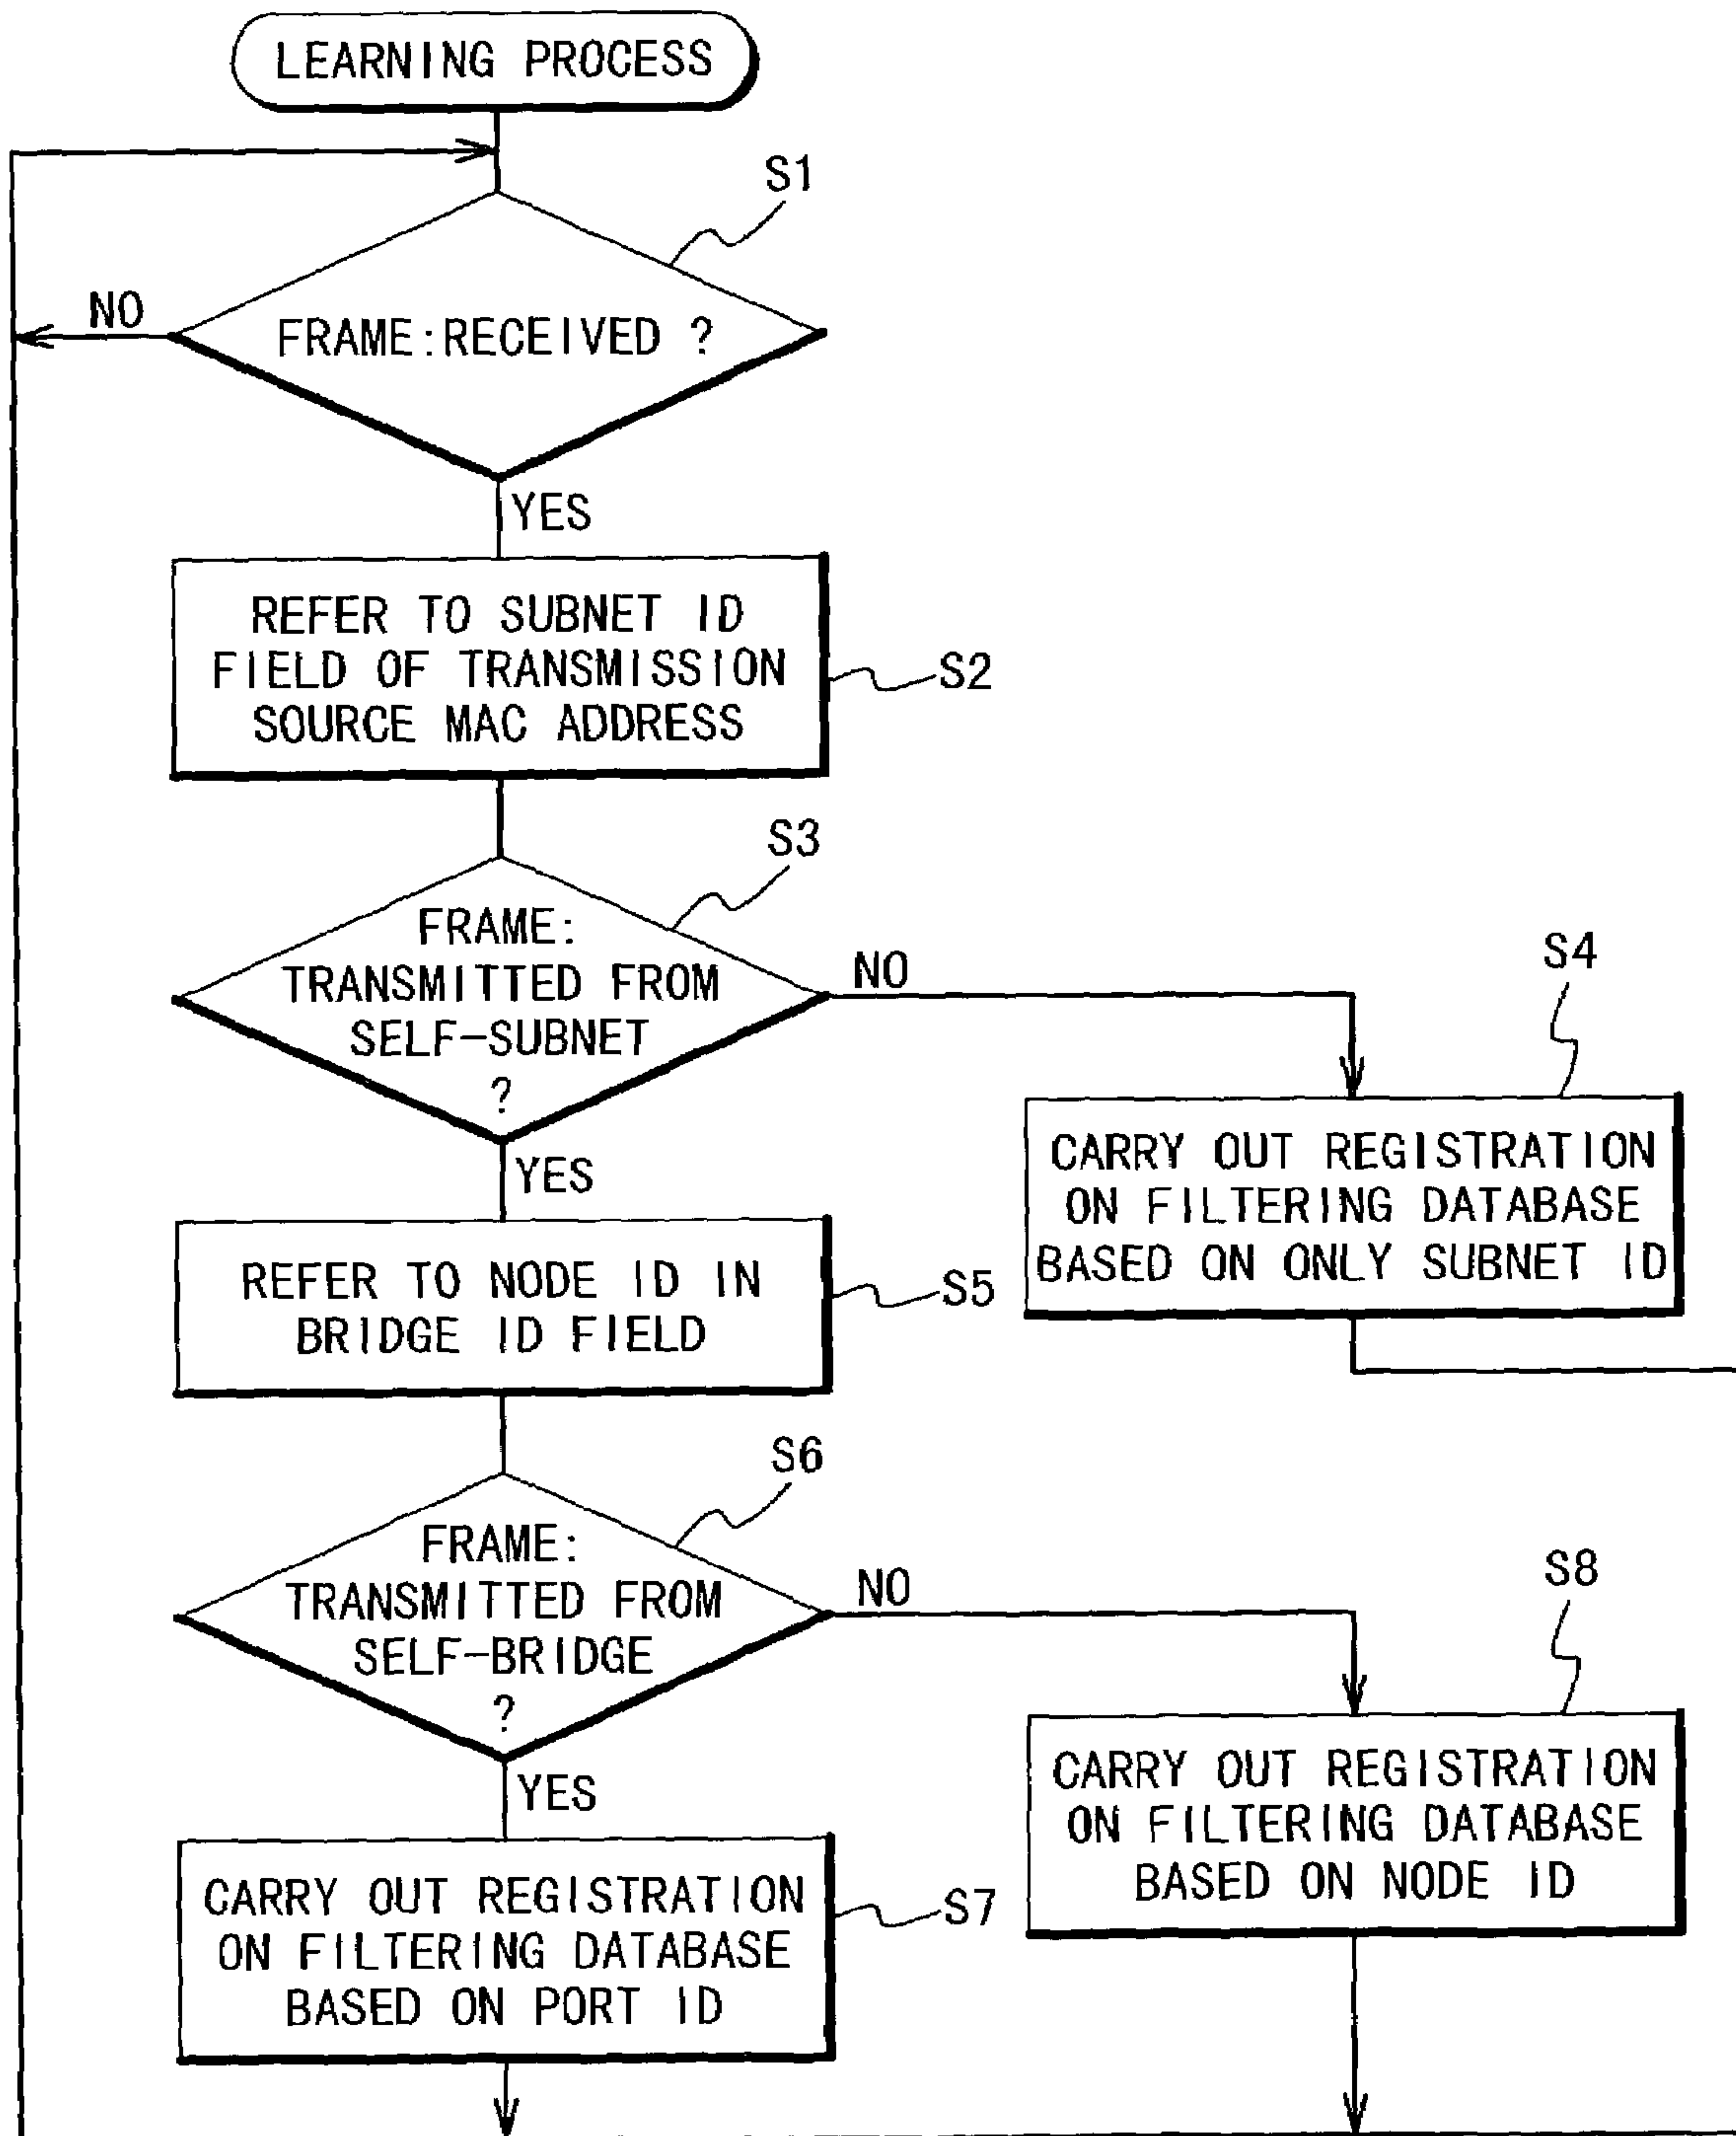 LEARNING PROCESS
S1
NO
FRAME:RECEIVED ?
YES
REFER TO SUBNET ID
FIELD OF TRANSMISSION
SOURCE MAC ADDRESS
S2
S3
FRAME:
TRANSMITTED FROM
SELF-SUBNET
?
NO
S4
YES
CARRY OUT REGISTRATION
ON FILTERING DATABASE
BASED ON ONLY SUBNET ID
REFER TO NODE ID IN
BRIDGE ID FIELD
S5
S6
FRAME:
TRANSMITTED FROM
SELF-BRIDGE
?
NO
S8
YES
CARRY OUT REGISTRATION
ON FILTERING DATABASE
BASED ON NODE ID
CARRY OUT REGISTRATION
ON FILTERING DATABASE
BASED ON PORT ID
S7